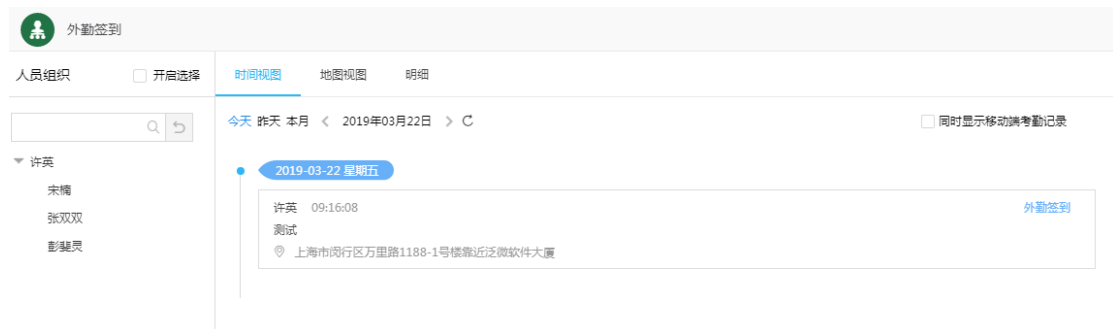 外勤签到
人员组织 开启选择 时间视图 地图视图 明细
今天 昨天 本月 < 2019年03月22日 > 同时显示移动端考勤记录
许英
宋楠
张双双
彭斐灵
2019-03-22 星期五
许英 09:16:08 外勤签到
测试
上海市闵行区万里路1188-1号楼靠近泛微软件大厦